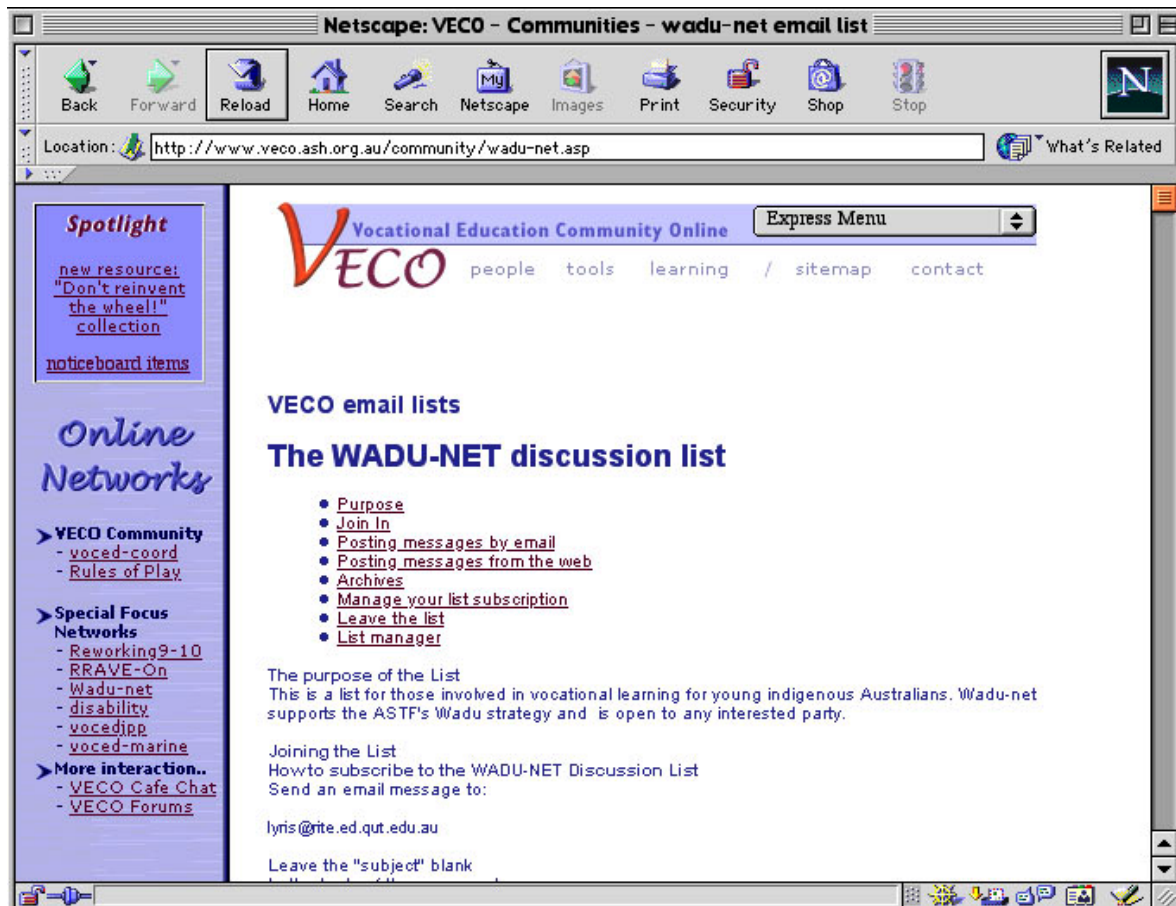 Netscape: VECO - Communities - wadu-net email list
Back Forward Reload Home Search My Netscape Images Print Security Shop Stop N
Location: http://www.veco.ash.org.au/community/wadu-net.asp What's Related
Spotlight
new resource:
"Don't reinvent
the wheel!"
collection
noticeboard items
Online
Networks
VECO Community
- voced-coord
- Rules of Play
Special Focus
Networks
- Reworking9-10
- RRAVE-On
- Wadu-net
- disability
- vocedjpp
- voced-marine
More interaction..
- VECO Cafe Chat
- VECO Forums
Vocational Education Community Online Express Menu
VECO people tools learning / sitemap contact
VECO email lists
The WADU-NET discussion list
• Purpose
• Join In
• Posting messages by email
• Posting messages from the web
• Archives
• Manage your list subscription
• Leave the list
• List manager
The purpose of the List
This is a list for those involved in vocational learning for young indigenous Australians. Wadu-net
supports the ASTF's Wadu strategy and is open to any interested party.
Joining the List
Howto subscribe to the WADU-NET Discussion List
Send an email message to:
lyris@rite.ed.qut.edu.au
Leave the "subject" blank